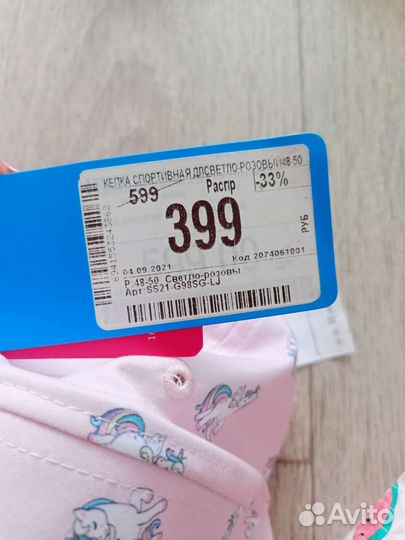 КЕПКА СПОРТИВНАЯ ДЛСВЕТЛО-РОЗОВЫЙ48-50
599 Распр -33%
399 РУБ
04.09.2021 Код 2074061001
Р:48-50, Светло-розовы
Арт:SS21-G98SG-LJ
Avito